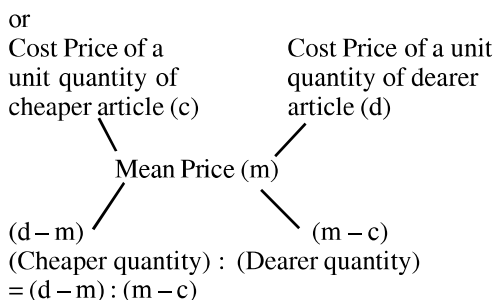 or
Cost Price of a Cost Price of a unit
unit quantity of quantity of dearer
cheaper article (c) article (d)
Mean Price (m)
(d – m) (m – c)
(Cheaper quantity) : (Dearer quantity)
= (d – m) : (m – c)